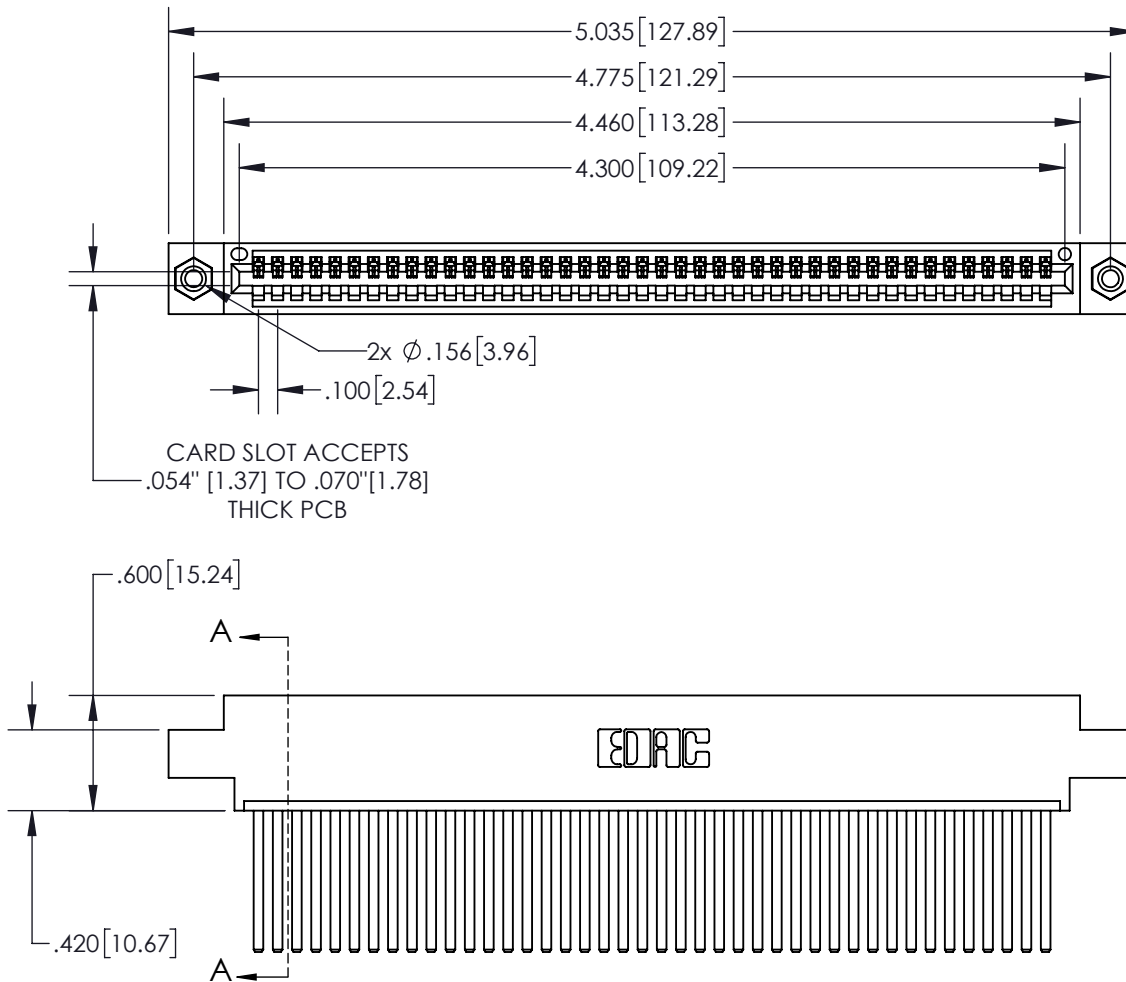 5.035[127.89]
4.775[121.29]
4.460[113.28]
4.300[109.22]
2x Ø.156[3.96]
.100[2.54]
CARD SLOT ACCEPTS
.054" [1.37] TO .070"[1.78]
THICK PCB
.600[15.24]
A
EDAC
.420[10.67]
A